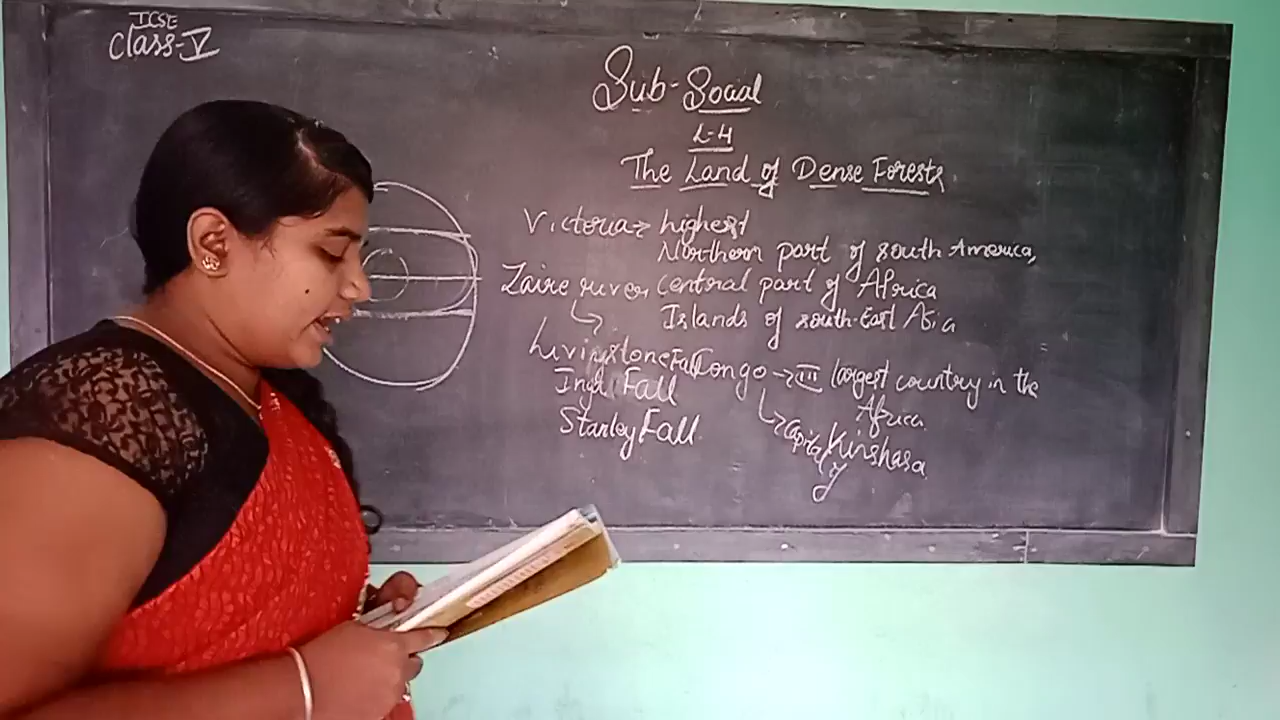 ICSE
Class-V
Sub-Social
L-4
The Land of Dense Forests
Victoria → highest
Northern part of south America,
Zaire river, central part of Africa
Islands of south-East Asia
Livingstone Fall Congo → III largest country in the
Africa
Inga Fall
Stanley Fall
Capital of Kinshasa